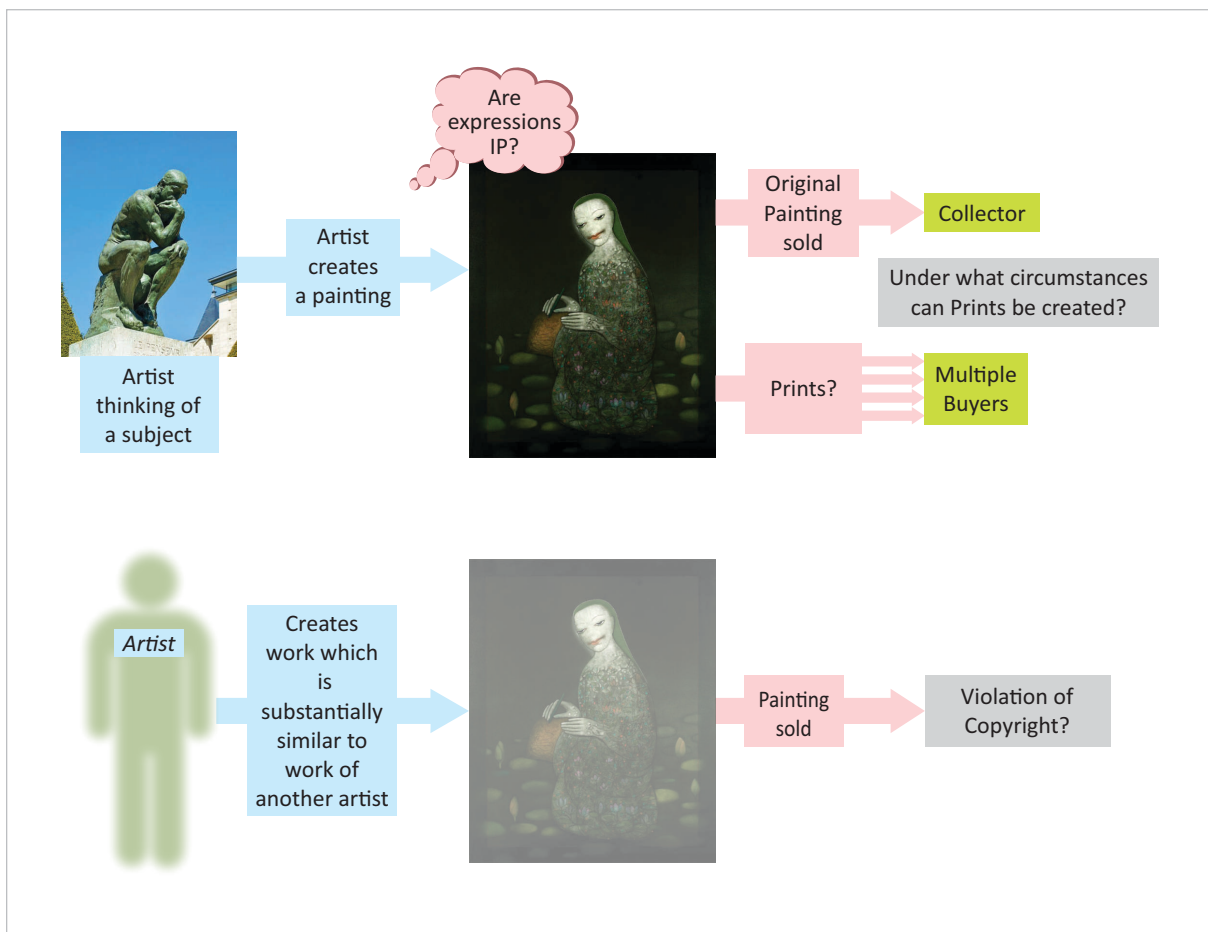 Are
expressions
IP?
Artist
creates
a painting
Artist
thinking of
a subject
Original
Painting
sold
Collector
Under what circumstances
can Prints be created?
Prints?
Multiple
Buyers
Artist
Creates
work which
is
substantially
similar to
work of
another artist
Painting
sold
Violation of
Copyright?